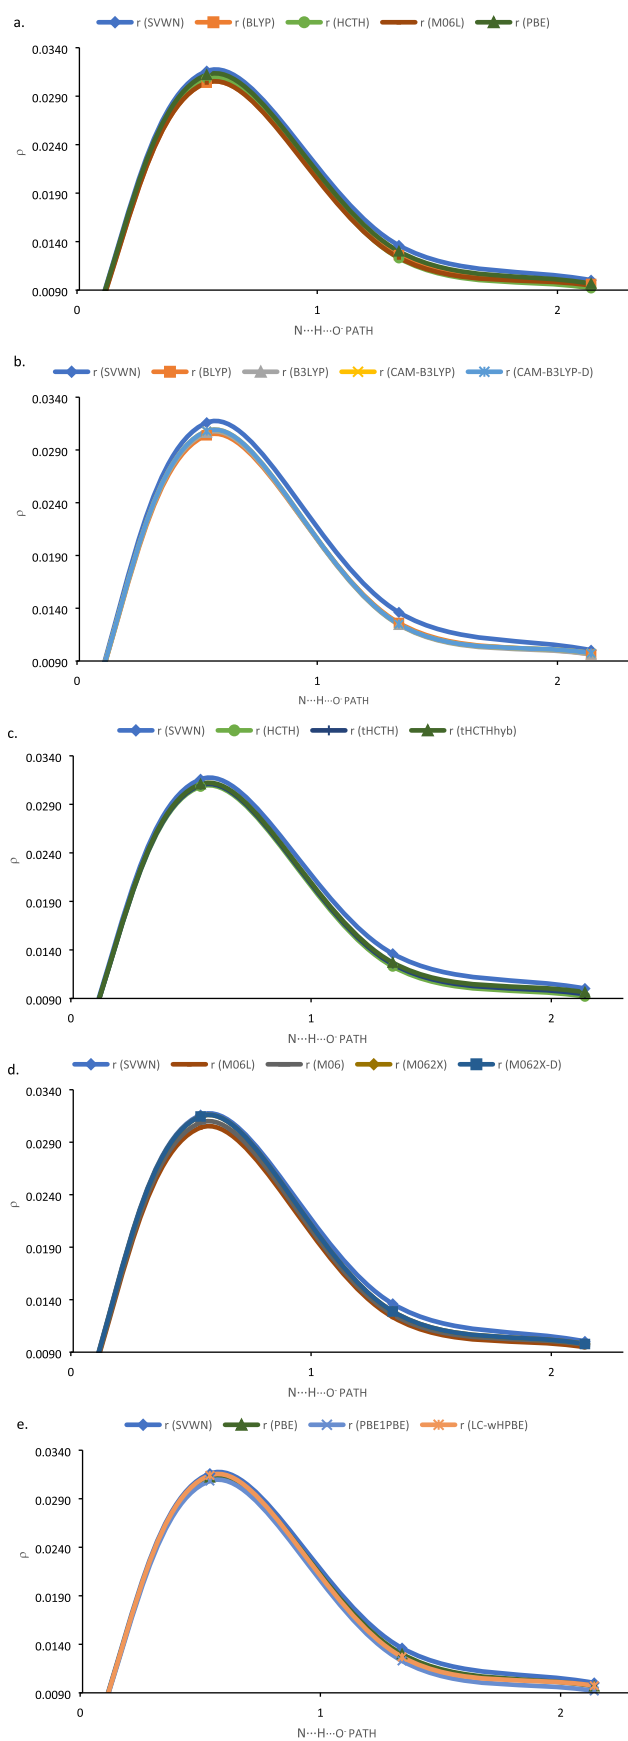 a.
r (SVWN) r (BLYP) r (HCTH) r (M06L) r (PBE)
0.0340
0.0290
0.0240
0.0190
0.0140
0.0090
ρ
0 1 2
N···H···O⁻ PATH
b.
r (SVWN) r (BLYP) r (B3LYP) r (CAM-B3LYP) r (CAM-B3LYP-D)
0.0340
0.0290
0.0240
0.0190
0.0140
0.0090
ρ
0 1 2
N···H···O⁻ PATH
c.
r (SVWN) r (HCTH) r (tHCTH) r (tHCTHhyb)
0.0340
0.0290
0.0240
0.0190
0.0140
0.0090
ρ
0 1 2
N···H···O⁻ PATH
d.
r (SVWN) r (M06L) r (M06) r (M062X) r (M062X-D)
0.0340
0.0290
0.0240
0.0190
0.0140
0.0090
ρ
0 1 2
N···H···O⁻ PATH
e.
r (SVWN) r (PBE) r (PBE1PBE) r (LC-wHPBE)
0.0340
0.0290
0.0240
0.0190
0.0140
0.0090
ρ
0 1 2
N···H···O⁻ PATH